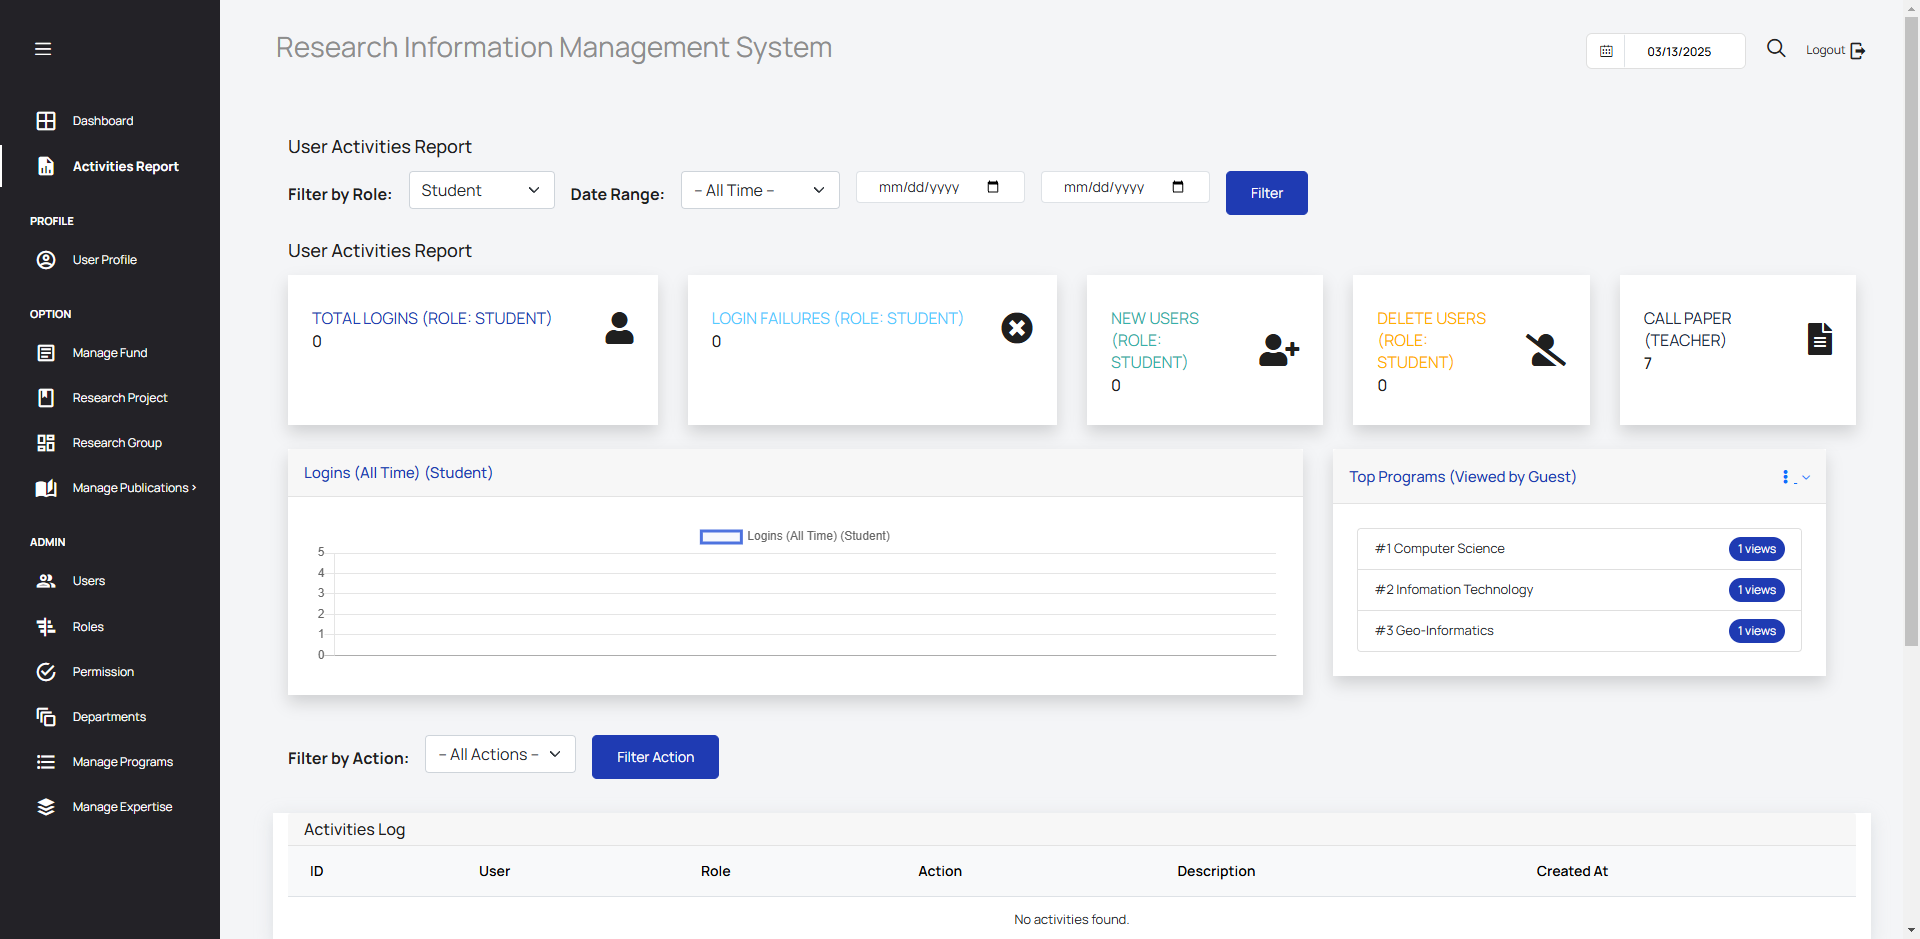 Research Information Management System
03/13/2025
Logout
Dashboard
Activities Report
PROFILE
User Profile
OPTION
Manage Fund
Research Project
Research Group
Manage Publications >
ADMIN
Users
Roles
Permission
Departments
Manage Programs
Manage Expertise
User Activities Report
Filter by Role: Student Date Range: -- All Time -- mm/dd/yyyy mm/dd/yyyy Filter
User Activities Report
TOTAL LOGINS (ROLE: STUDENT)
0
LOGIN FAILURES (ROLE: STUDENT)
0
NEW USERS
(ROLE:
STUDENT)
0
DELETE USERS
(ROLE:
STUDENT)
0
CALL PAPER
(TEACHER)
7
Logins (All Time) (Student)
Logins (All Time) (Student)
5
4
3
2
1
0
Top Programs (Viewed by Guest)
#1 Computer Science 1 views
#2 Infomation Technology 1 views
#3 Geo-Informatics 1 views
Filter by Action: -- All Actions -- Filter Action
Activities Log
ID User Role Action Description Created At
No activities found.